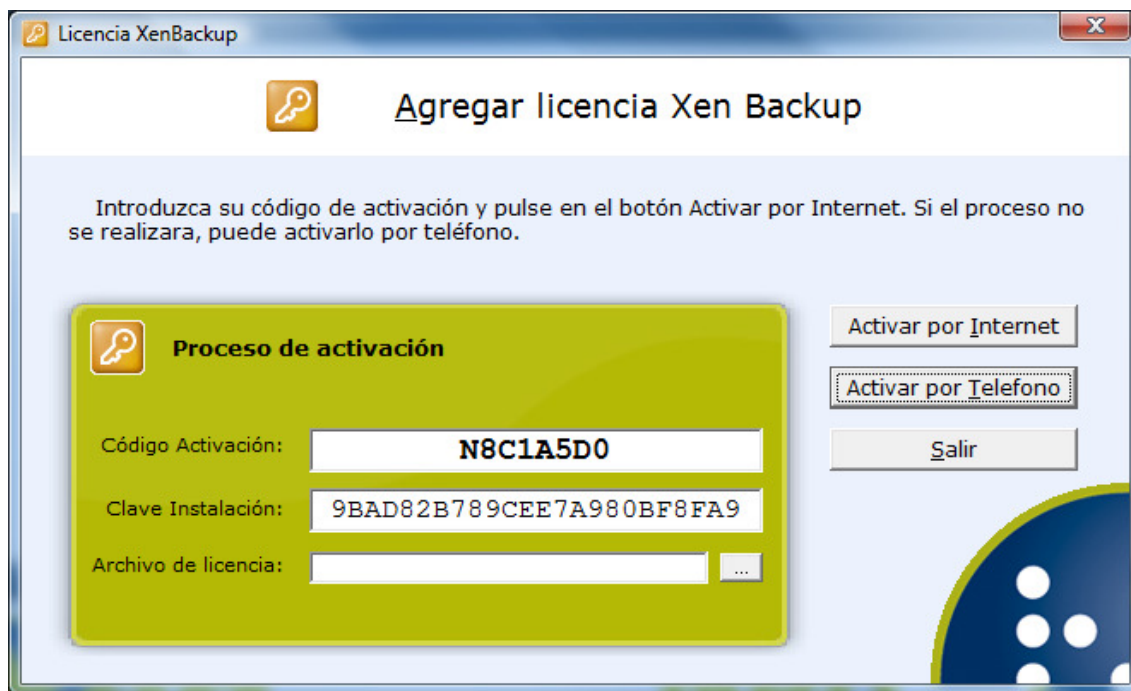 Licencia XenBackup
Agregar licencia Xen Backup
Introduzca su código de activación y pulse en el botón Activar por Internet. Si el proceso no
se realizara, puede activarlo por teléfono.
Proceso de activación
Código Activación: N8C1A5D0
Clave Instalación: 9BAD82B789CEE7A980BF8FA9
Archivo de licencia: ...
Activar por Internet
Activar por Telefono
Salir